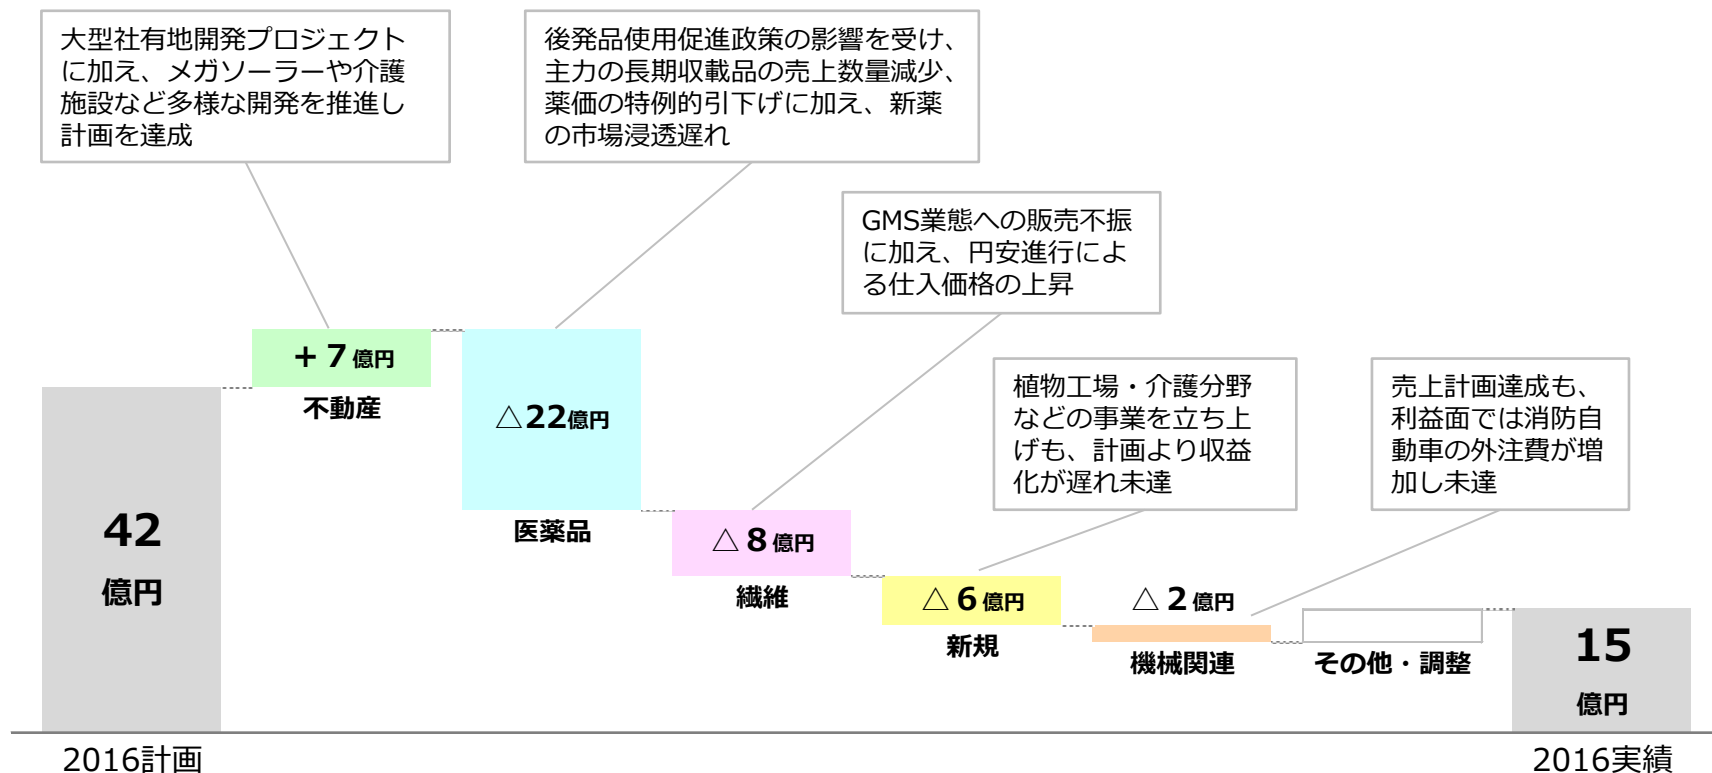 大型社有地開発プロジェクト
に加え、メガソーラーや介護
施設など多様な開発を推進し
計画を達成
後発品使用促進政策の影響を受け、
主力の長期収載品の売上数量減少、
薬価の特例的引下げに加え、新薬
の市場浸透遅れ
GMS業態への販売不振
に加え、円安進行によ
る仕入価格の上昇
植物工場・介護分野
などの事業を立ち上
げも、計画より収益
化が遅れ未達
売上計画達成も、
利益面では消防自
動車の外注費が増
加し未達
42
億円
+7億円
不動産
△22億円
医薬品
△8億円
繊維
△6億円
新規
△2億円
機械関連
その他・調整
15
億円
2016計画
2016実績